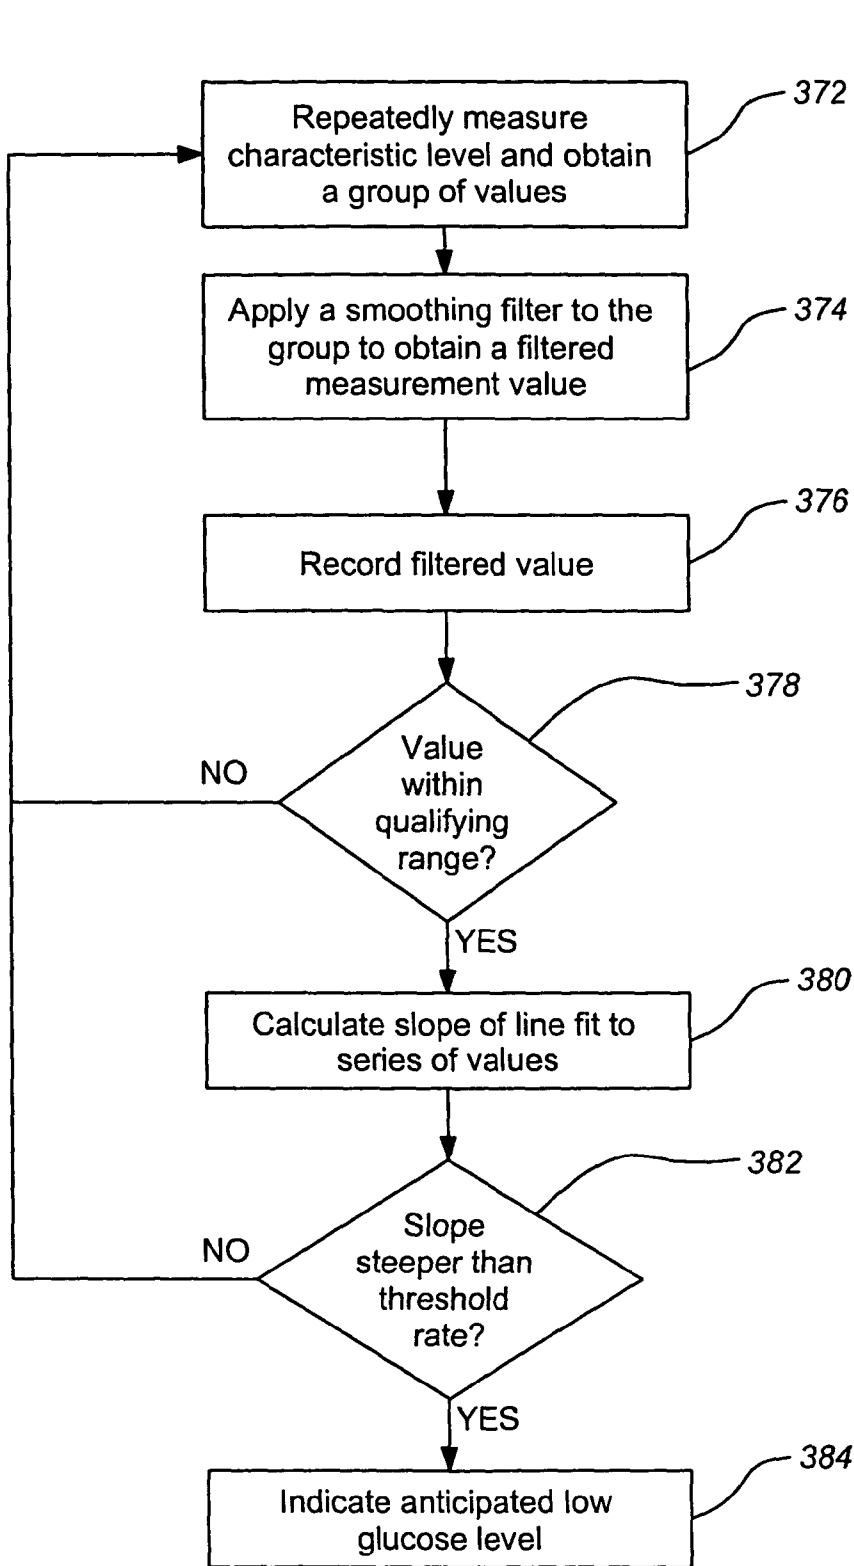 372
Repeatedly measure
characteristic level and obtain
a group of values
374
Apply a smoothing filter to the
group to obtain a filtered
measurement value
376
Record filtered value
378
Value
within
qualifying
range?
NO
YES
380
Calculate slope of line fit to
series of values
382
Slope
steeper than
threshold
rate?
NO
YES
384
Indicate anticipated low
glucose level